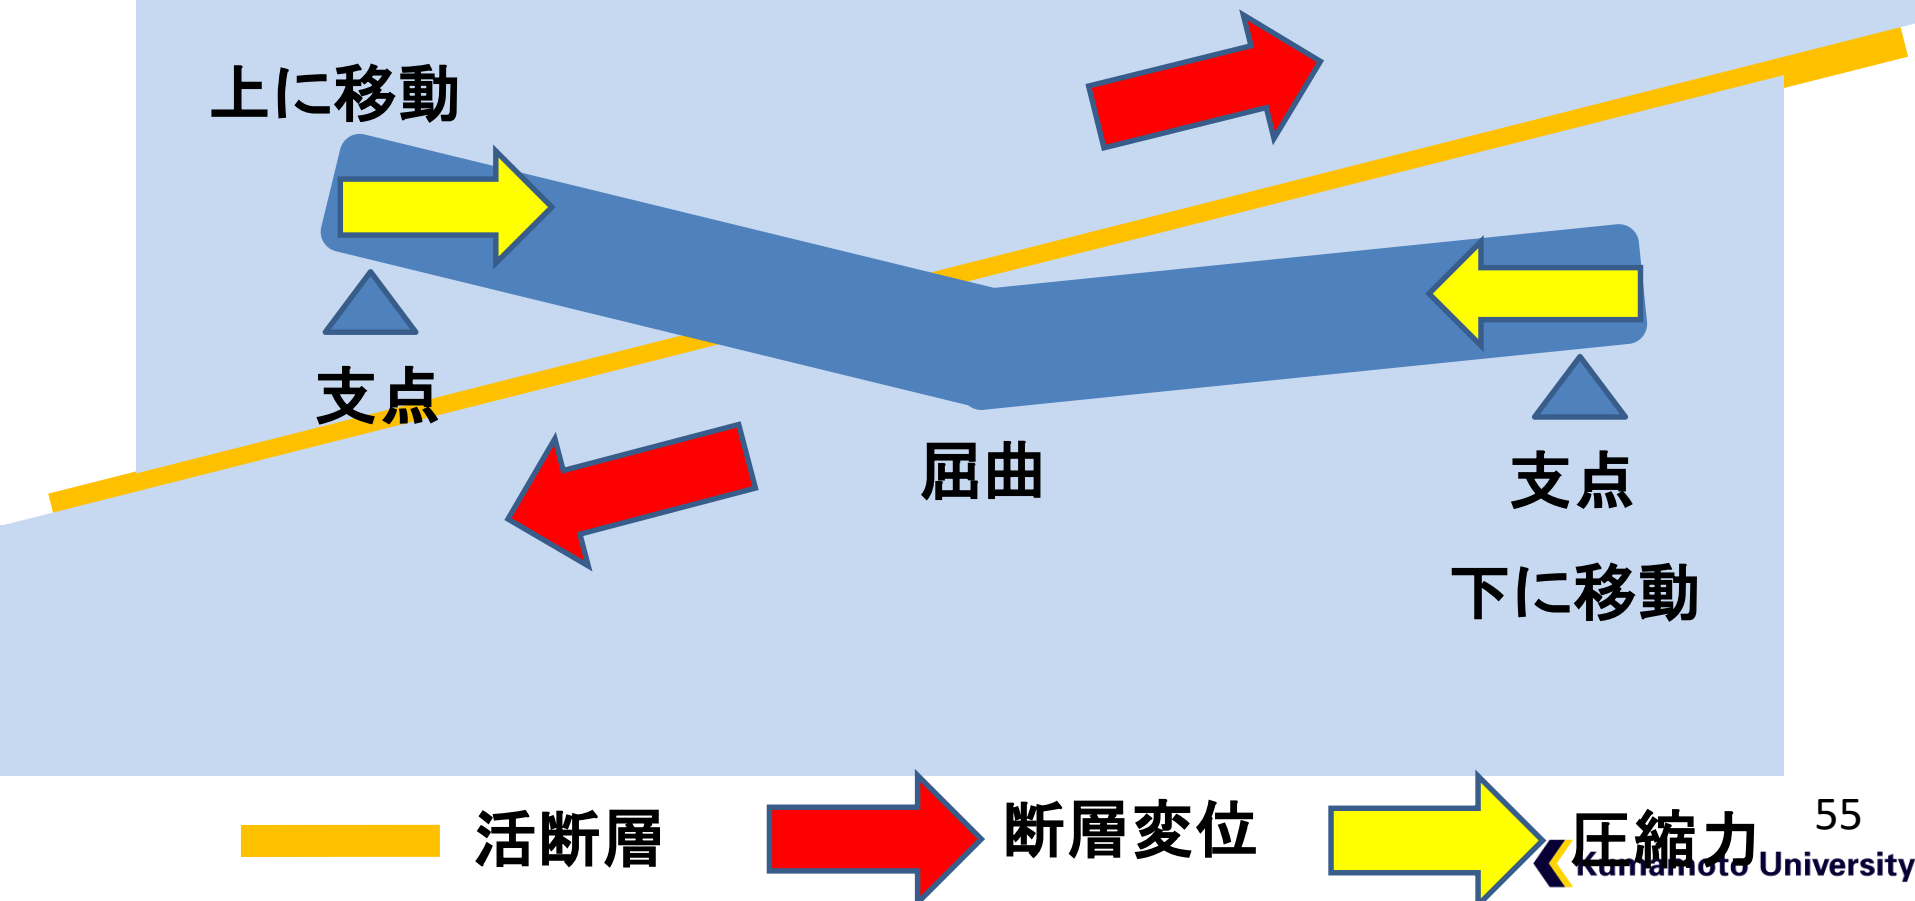 上に移動
支点
屈曲
支点
下に移動
活断層
断層変位
圧縮力
55
Kumamoto University